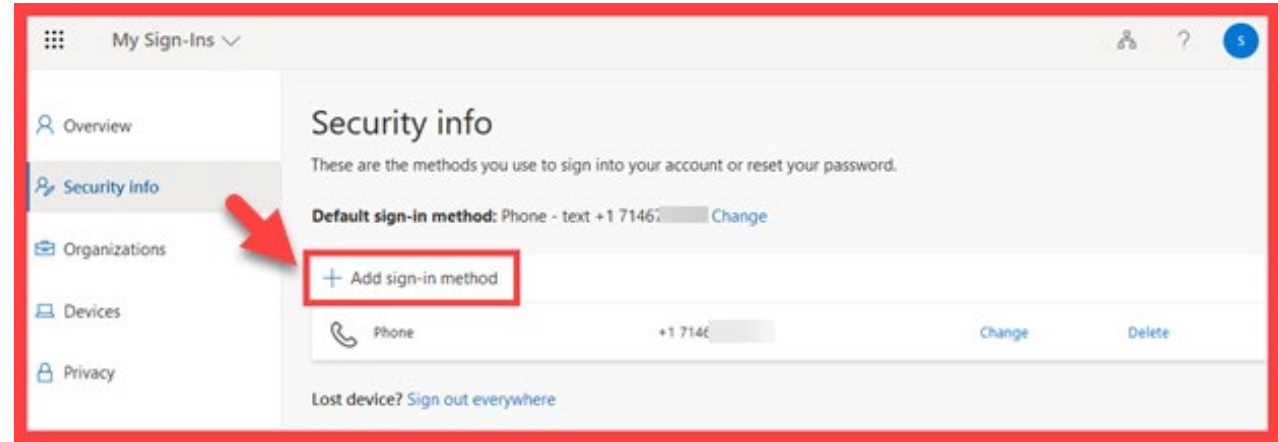 My Sign-Ins
?
S
Overview
Security info
Organizations
Devices
Privacy
Security info
These are the methods you use to sign into your account or reset your password.
Default sign-in method: Phone - text +1 7146 Change
+ Add sign-in method
Phone +1 714 Change Delete
Lost device? Sign out everywhere